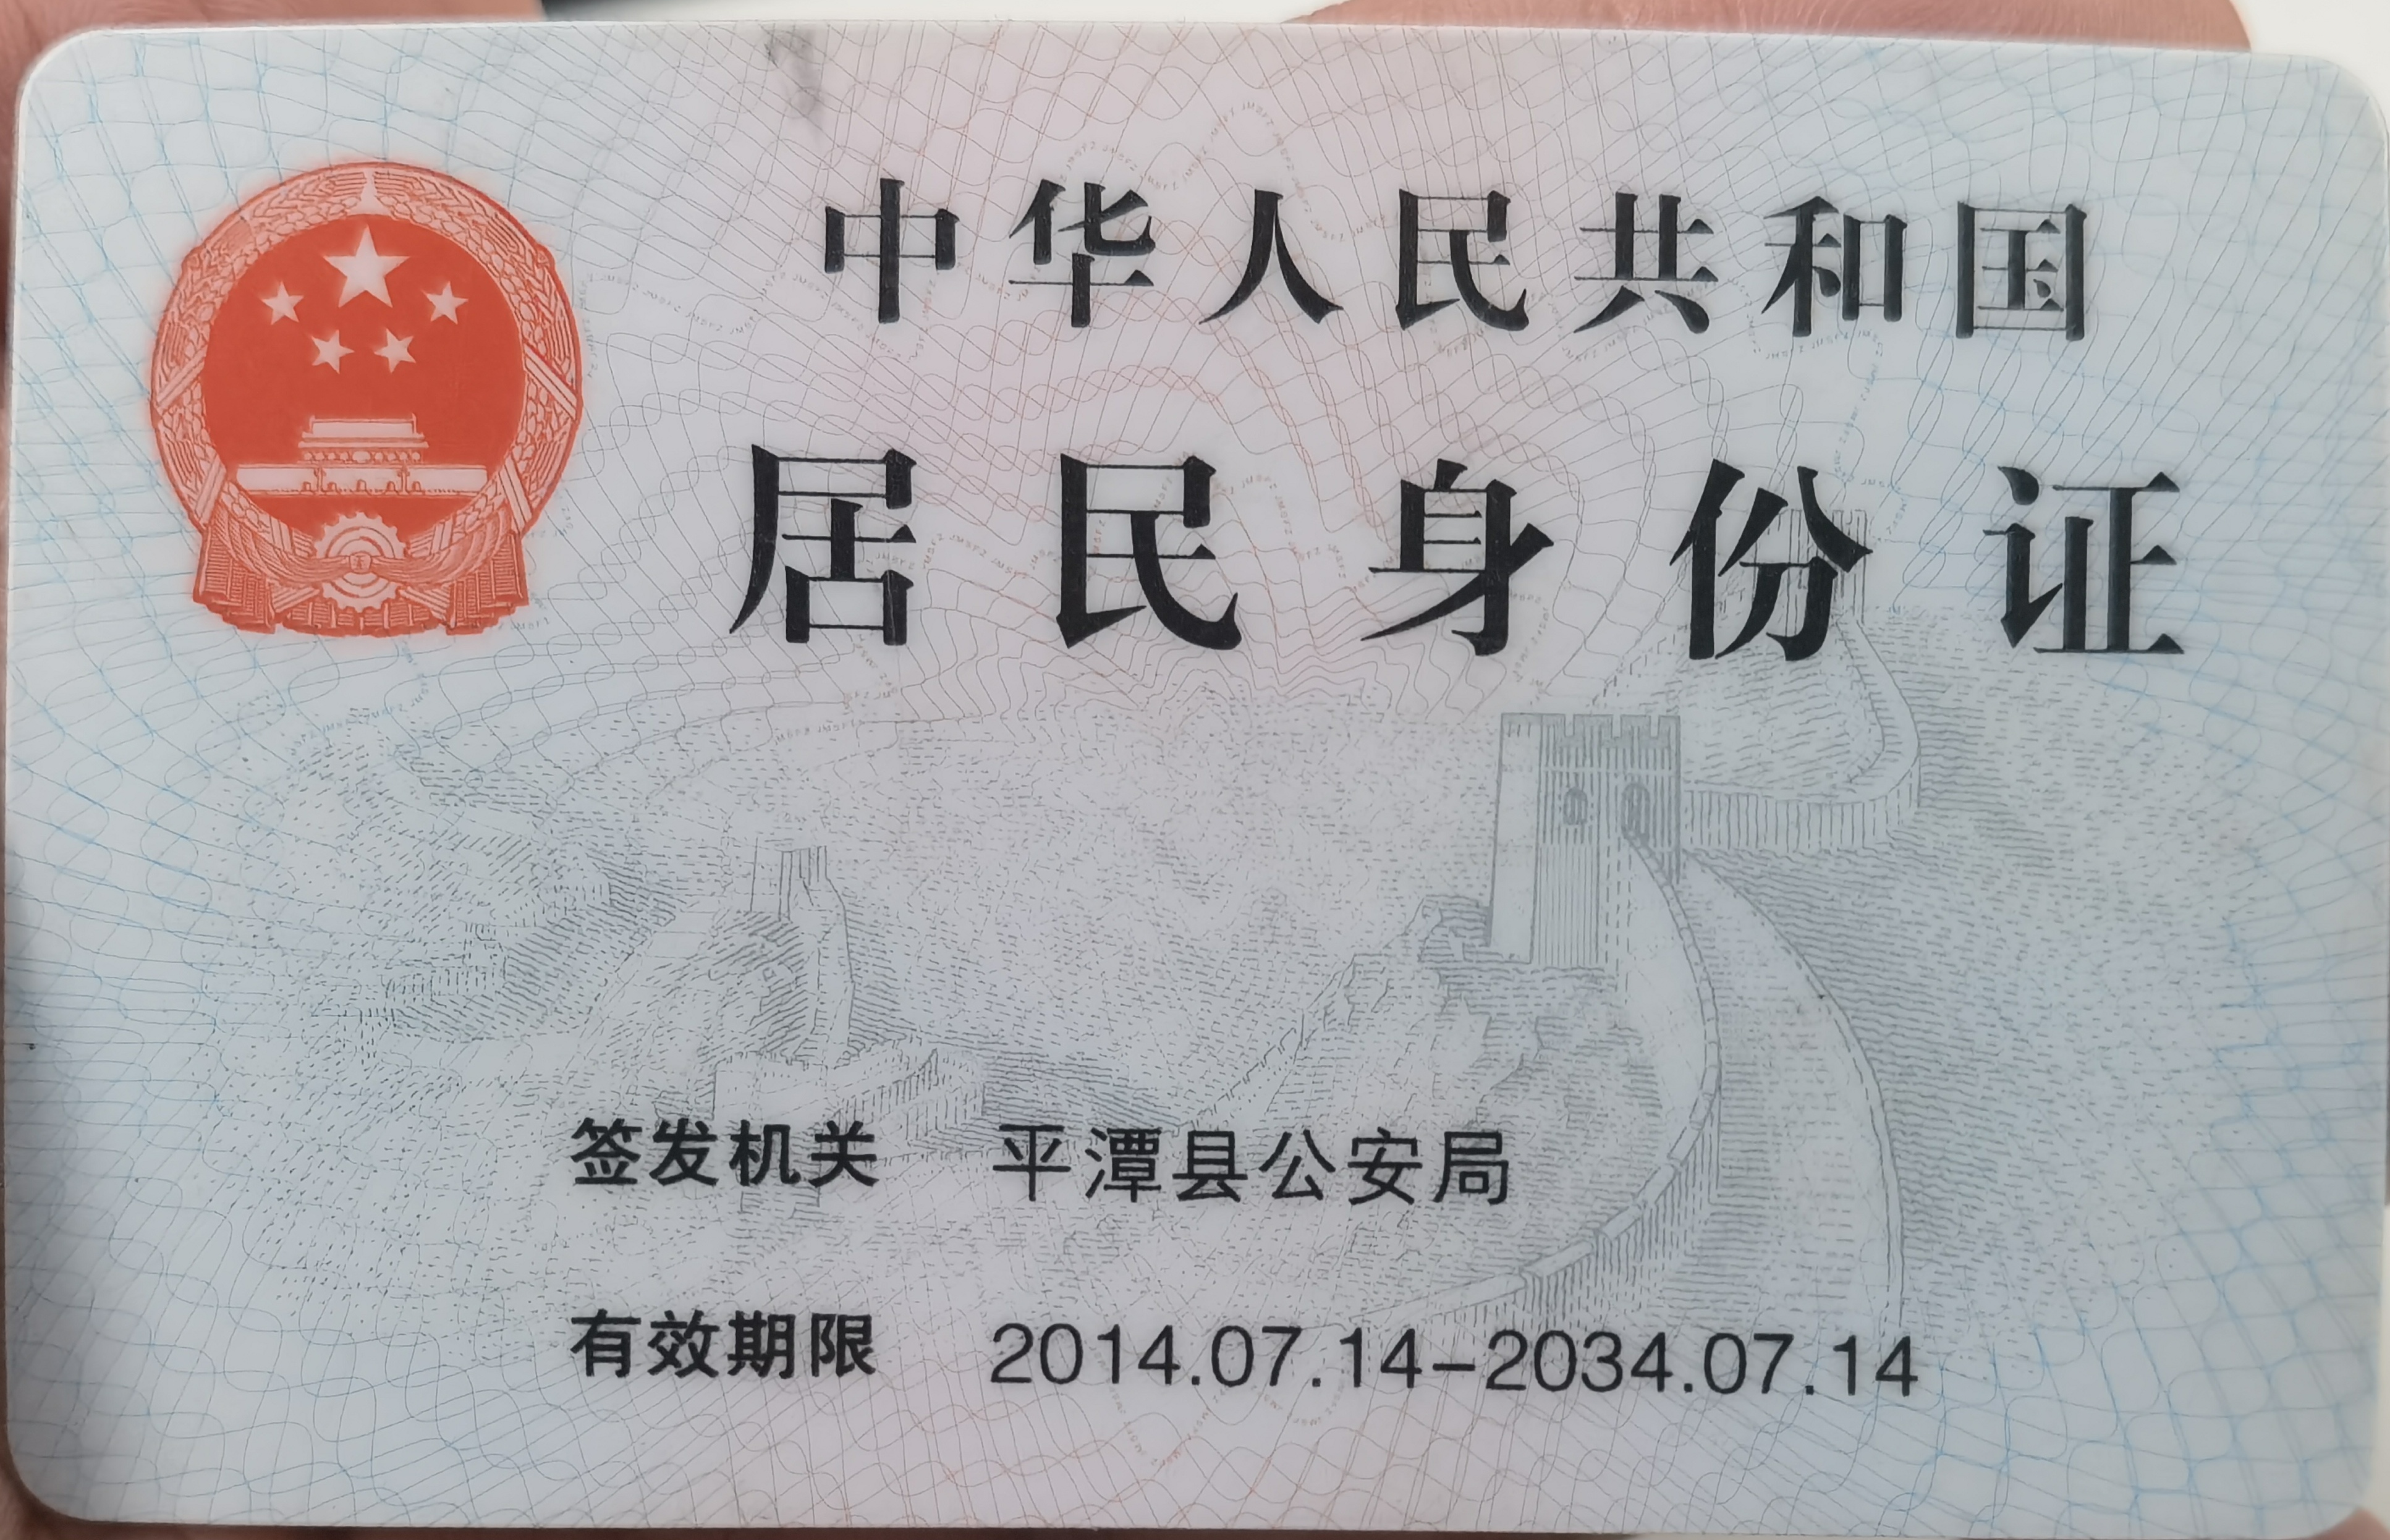 中华人民共和国
居民身份证
签发机关 平潭县公安局
有效期限 2014.07.14-2034.07.14